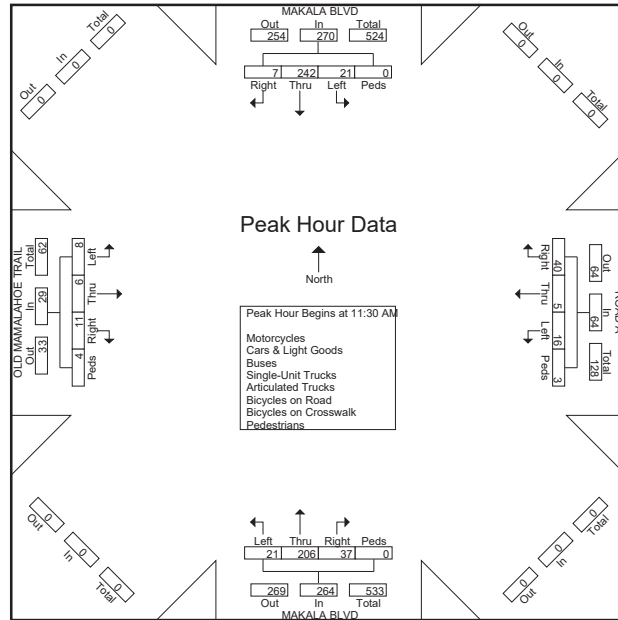 MAKALA BLVD
Out In Total
254 270 524
7 242 21 0
Right Thru Left Peds
Total
In
Out
0
0
0
Out
In
Total
0
0
0
OLD MAMALAHOE TRAIL
Total In Out
62 29 33
8 6 11 4
Left Thru Right Peds
Peak Hour Data
North
Peak Hour Begins at 11:30 AM
Motorcycles
Cars & Light Goods
Buses
Single-Unit Trucks
Articulated Trucks
Bicycles on Road
Bicycles on Crosswalk
Pedestrians
Right Thru Left Peds
40 5 16 3
64 64 128
Out In Total
Out
In
Total
0
0
0
Total
In
Out
0
0
0
Left Thru Right Peds
21 206 37 0
269 264 533
Out In Total
MAKALA BLVD